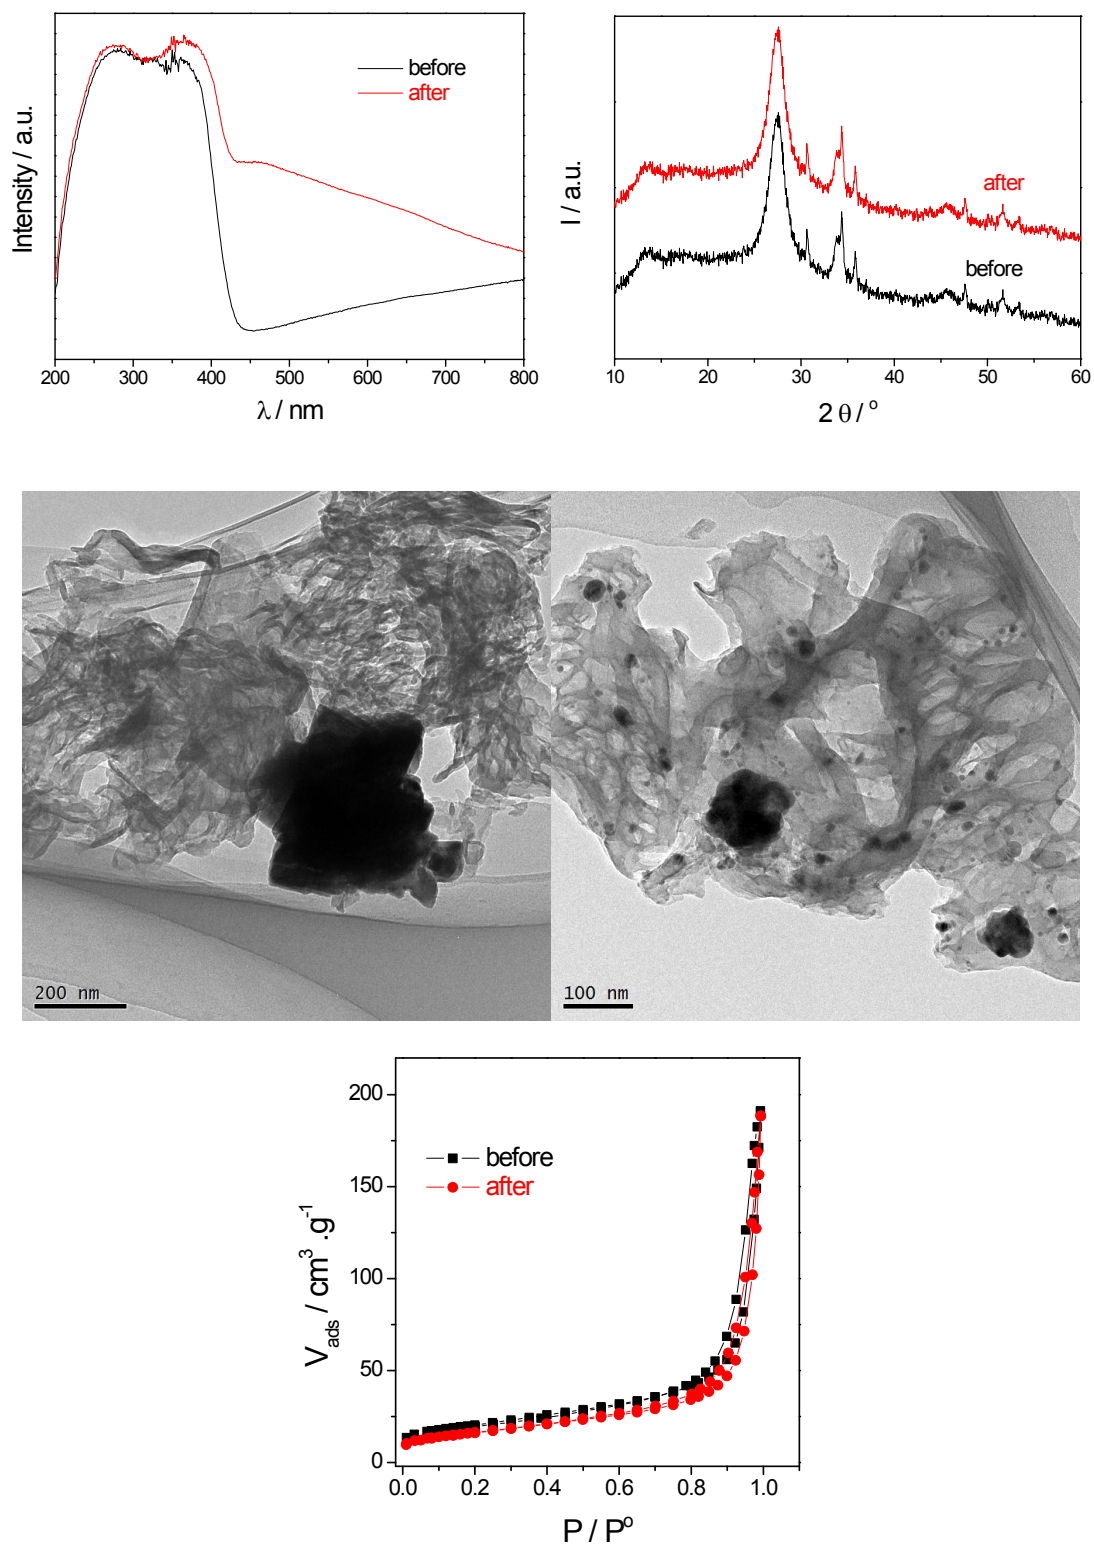 Intensity / a.u.
before
after
200 300 400 500 600 700 800
λ / nm
I / a.u.
after
before
10 20 30 40 50 60
2 θ / °
200 nm
100 nm
V_ads / cm³ .g⁻¹
200
150
100
50
0
before
after
0.0 0.2 0.4 0.6 0.8 1.0
P / P⁰